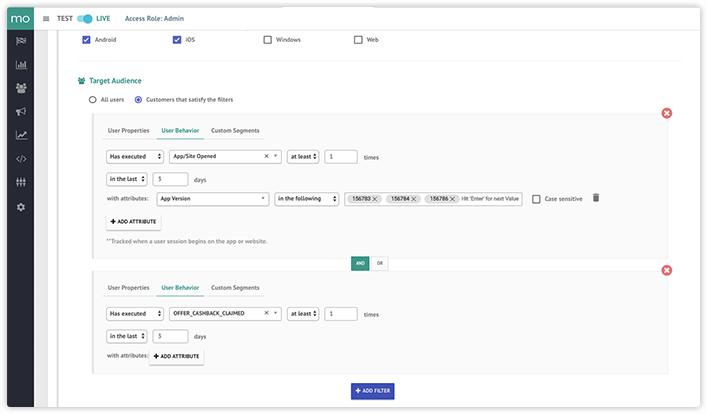 mo TEST LIVE Access Role: Admin
Android iOS Windows Web
Target Audience
All users Customers that satisfy the filters
User Properties User Behavior Custom Segments
Has executed App/Site Opened at least 1 times
in the last 3 days
with attributes: App Version in the following 156783 156784 156786 Hit 'Enter' for next Value Case sensitive
+ ADD ATTRIBUTE
**Tracked when a user session begins on the app or website.
AND OR
User Properties User Behavior Custom Segments
Has executed OFFER_CASHBACK_CLAIMED at least 1 times
in the last 3 days
with attributes: + ADD ATTRIBUTE
+ ADD FILTER